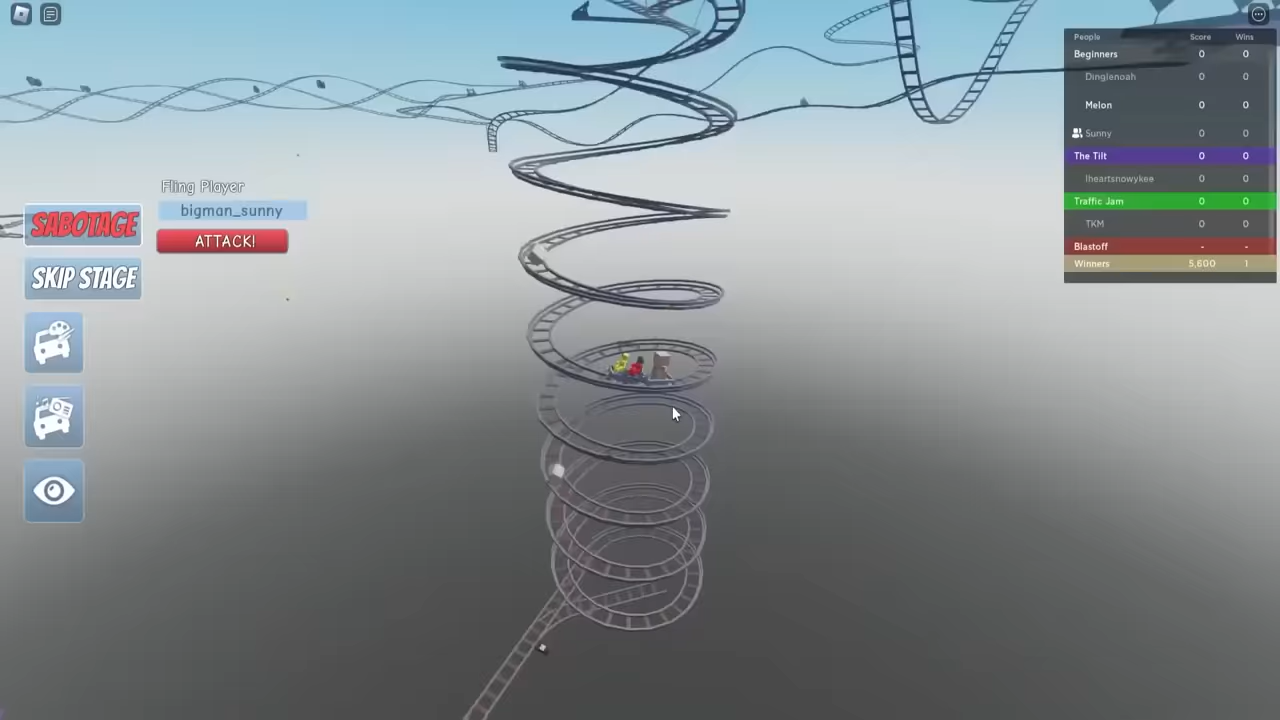 People Score Wins
Beginners 0 0
Dinglenoah 0 0
Melon 0 0
Sunny 0 0
The Tilt 0 0
Iheartsnowykee 0 0
Traffic Jam 0 0
TKM 0 0
Blastoff - -
Winners 5,600 1
Fling Player
bigman_sunny
ATTACK!
SABOTAGE
SKIP STAGE